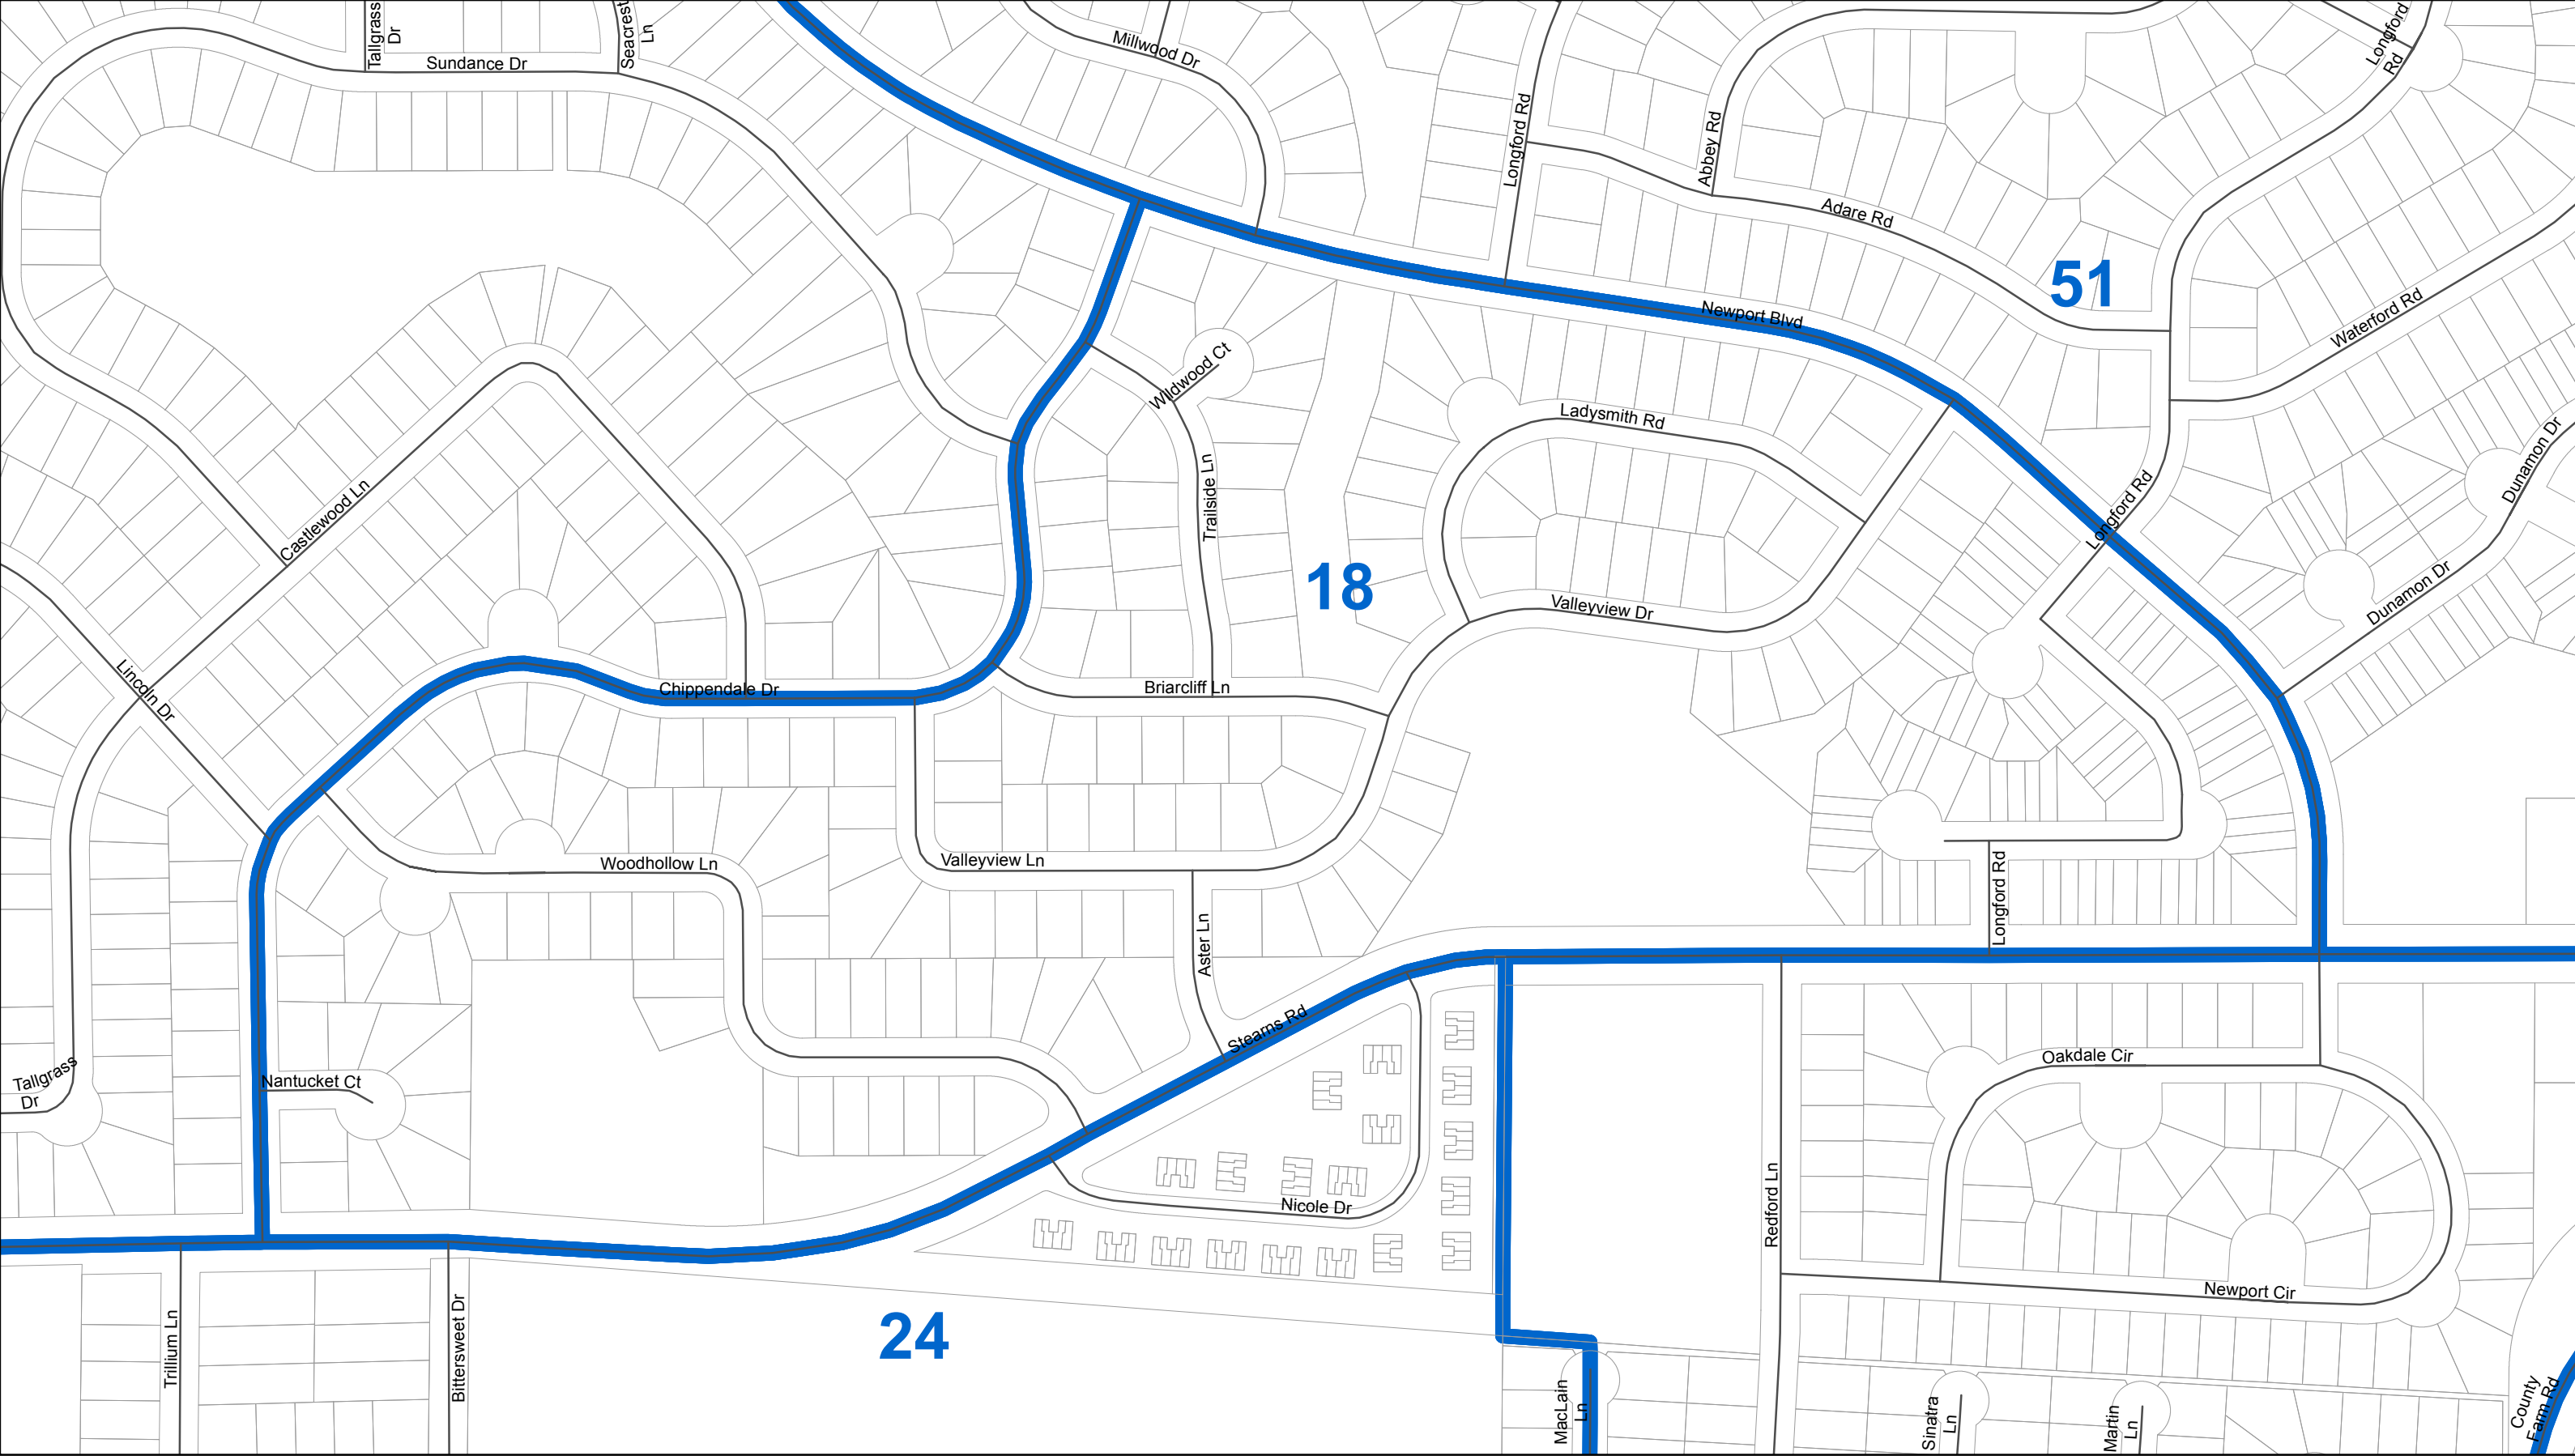 Tallgrass
Dr
Sundance Dr
Seacrest
Ln
Millwood Dr
Longford Rd
Abbey Rd
Longford
Rd
Adare Rd
51
Newport Blvd
Waterford Rd
Wildwood Ct
Ladysmith Rd
Dunamon Dr
Castlewood Ln
Trailside Ln
Longford Rd
18
Valleyview Dr
Dunamon Dr
Lincoln Dr
Chippendale Dr
Briarcliff Ln
Woodhollow Ln
Valleyview Ln
Longford Rd
Aster Ln
Stearns Rd
Tallgrass
Dr
Nantucket Ct
Oakdale Cir
Redford Ln
Nicole Dr
Newport Cir
24
Trillium Ln
Bittersweet Dr
MacLain
Ln
Sinatra
Ln
Martin
Ln
County
Farm Rd